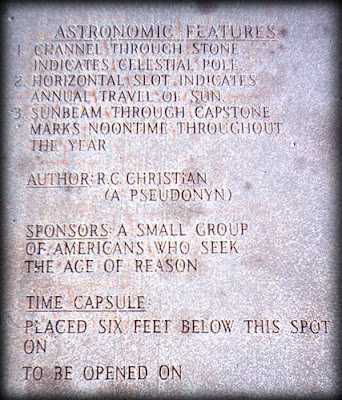 ASTRONOMIC FEATURES
1. CHANNEL THROUGH STONE
INDICATES CELESTIAL POLE
2. HORIZONTAL SLOT INDICATES
ANNUAL TRAVEL OF SUN
3. SUNBEAM THROUGH CAPSTONE
MARKS NOONTIME THROUGHOUT
THE YEAR
AUTHOR: R.C. CHRISTIAN
(A PSEUDONYN)
SPONSORS: A SMALL GROUP
OF AMERICANS WHO SEEK
THE AGE OF REASON
TIME CAPSULE
PLACED SIX FEET BELOW THIS SPOT
ON
TO BE OPENED ON